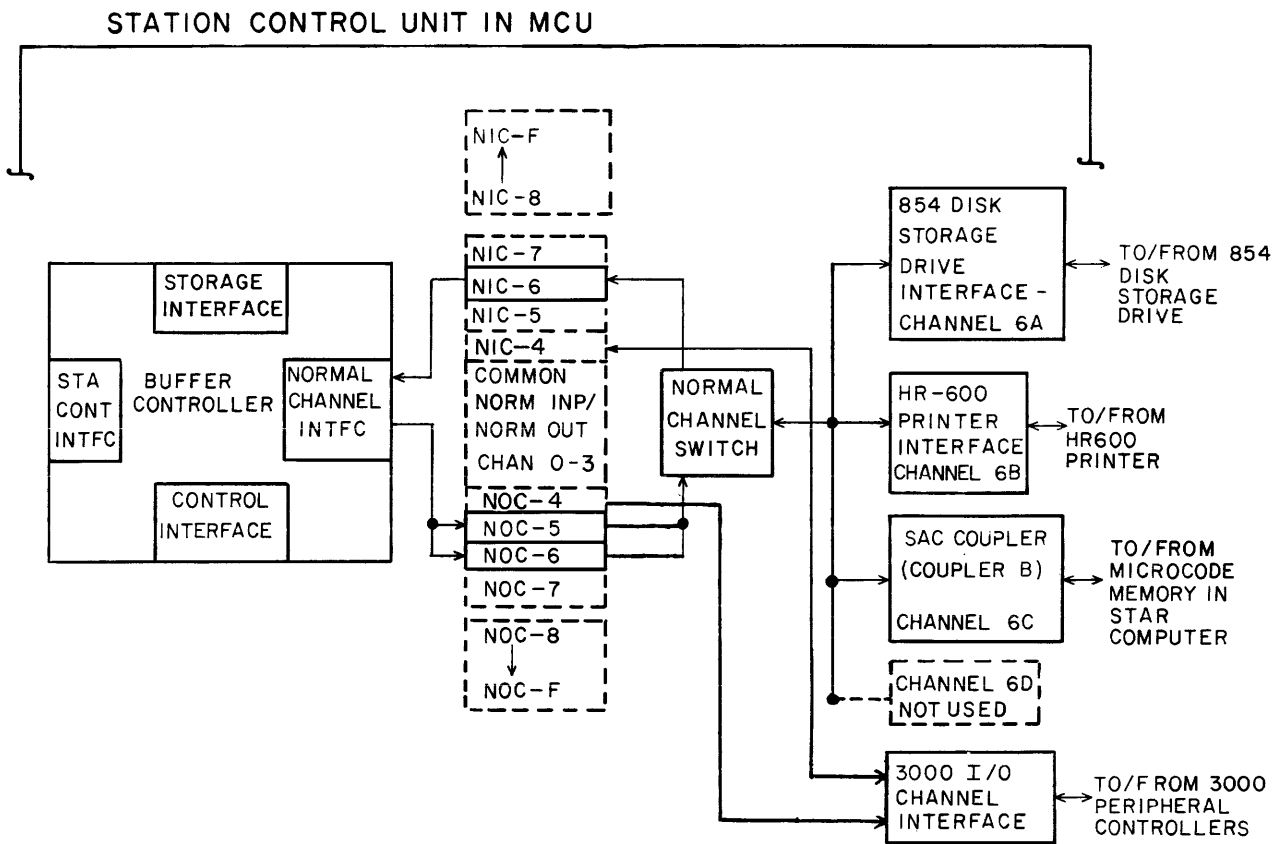 STATION CONTROL UNIT IN MCU
NIC-F
NIC-8
NIC-7
NIC-6
NIC-5
NIC-4
COMMON
NORM INP/
NORM OUT
CHAN 0-3
NOC-4
NOC-5
NOC-6
NOC-7
NOC-8
NOC-F
STORAGE
INTERFACE
STA
CONT
INTFC
BUFFER
CONTROLLER
NORMAL
CHANNEL
INTFC
CONTROL
INTERFACE
NORMAL
CHANNEL
SWITCH
854 DISK
STORAGE
DRIVE
INTERFACE-
CHANNEL 6A
TO/FROM 854
DISK
STORAGE
DRIVE
HR-600
PRINTER
INTERFACE
CHANNEL 6B
TO/FROM
HR600
PRINTER
SAC COUPLER
(COUPLER B)
CHANNEL 6C
TO/FROM
MICROCODE
MEMORY IN
STAR
COMPUTER
CHANNEL 6D
NOT USED
3000 I/O
CHANNEL
INTERFACE
TO/FROM 3000
PERIPHERAL
CONTROLLERS